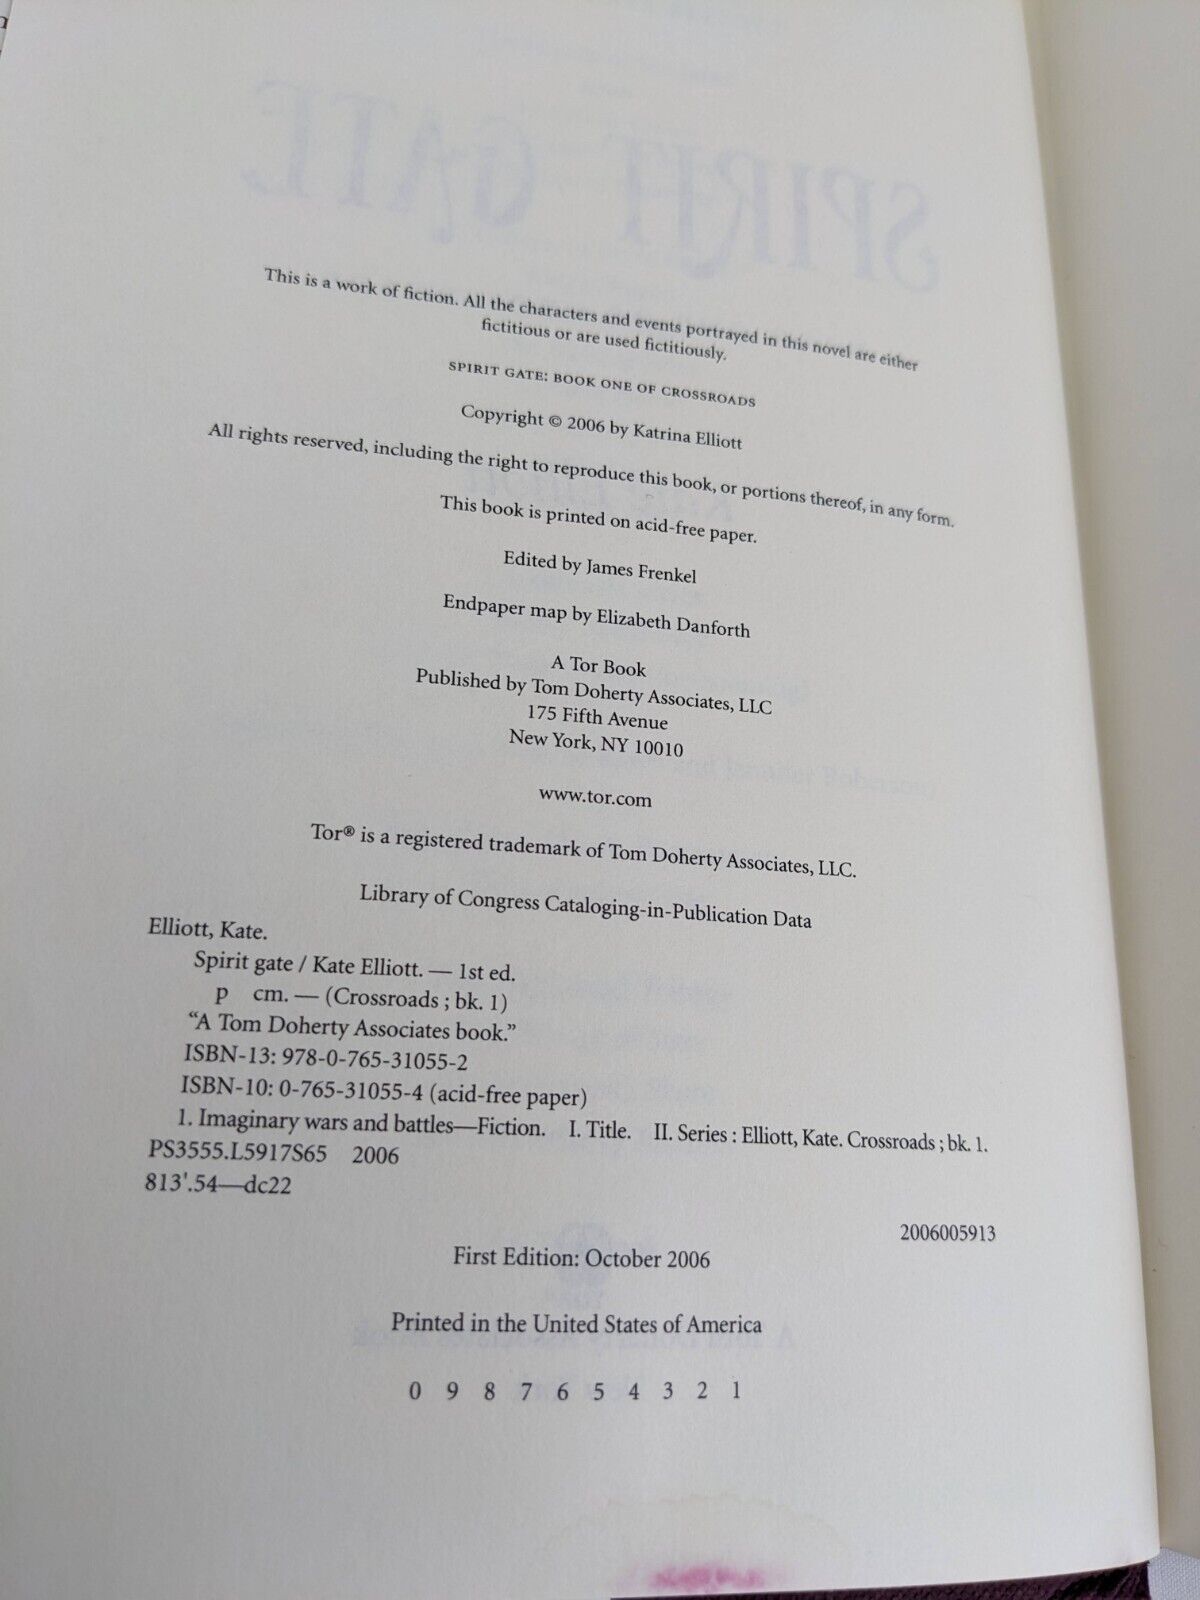 SPIRIT GATE
This is a work of fiction. All the characters and events portrayed in this novel are either
fictitious or are used fictitiously.
SPIRIT GATE: BOOK ONE OF CROSSROADS
Copyright © 2006 by Katrina Elliott
All rights reserved, including the right to reproduce this book, or portions thereof, in any form.
This book is printed on acid-free paper.
Edited by James Frenkel
Endpaper map by Elizabeth Danforth
A Tor Book
Published by Tom Doherty Associates, LLC
175 Fifth Avenue
New York, NY 10010
www.tor.com
Tor® is a registered trademark of Tom Doherty Associates, LLC.
Library of Congress Cataloging-in-Publication Data
Elliott, Kate.
Spirit gate / Kate Elliott. — 1st ed.
p cm. — (Crossroads ; bk. 1)
“A Tom Doherty Associates book.”
ISBN-13: 978-0-765-31055-2
ISBN-10: 0-765-31055-4 (acid-free paper)
1. Imaginary wars and battles—Fiction. I. Title. II. Series : Elliott, Kate. Crossroads ; bk. 1.
PS3555.L5917S65 2006
813'.54—dc22
2006005913
First Edition: October 2006
Printed in the United States of America
0 9 8 7 6 5 4 3 2 1